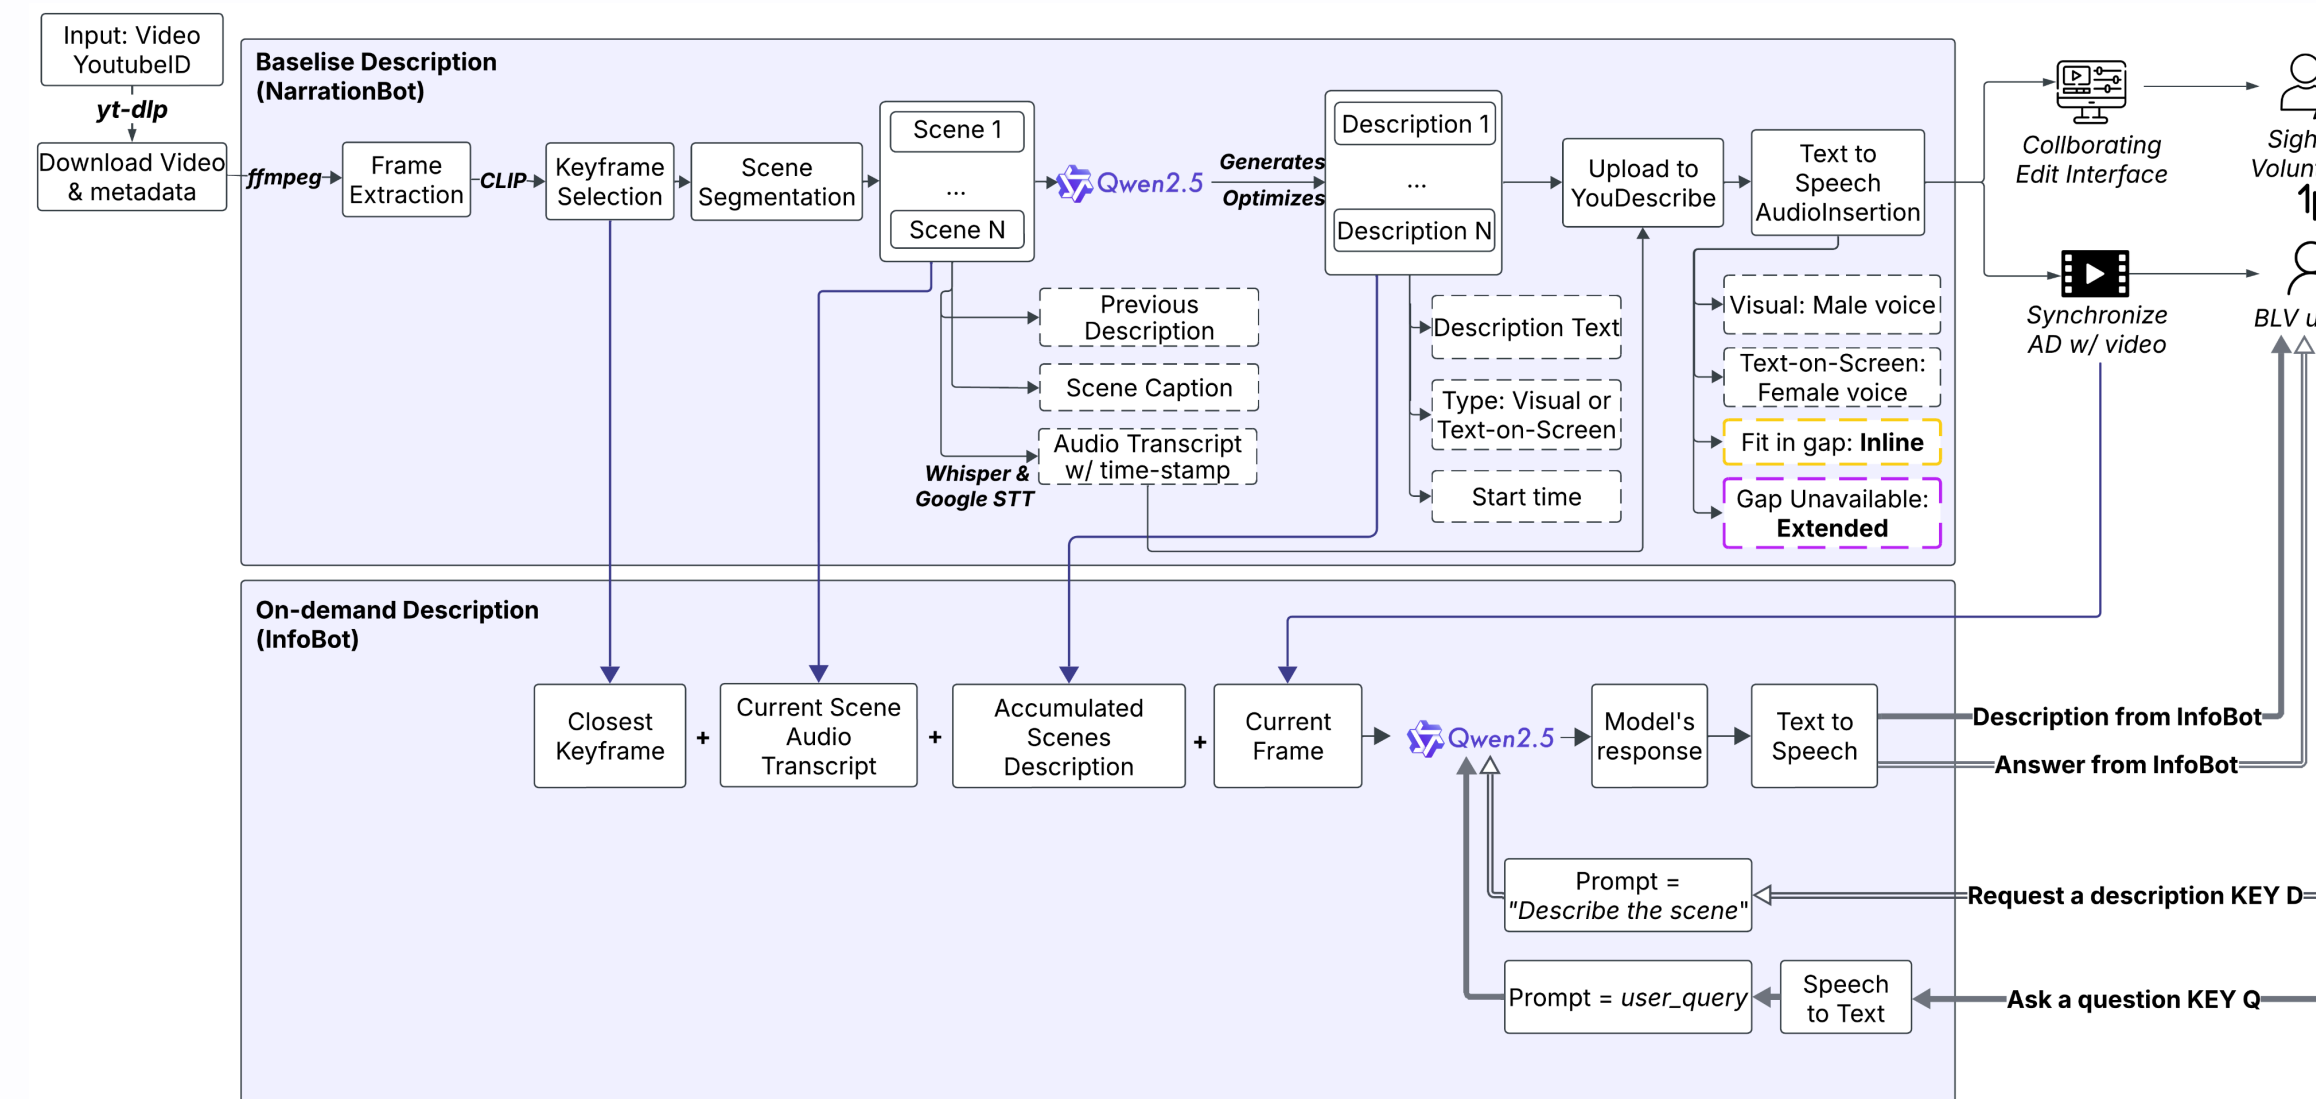 Input: Video
YoutubeID
yt-dlp
Download Video
& metadata
Baselise Description
(NarrationBot)
ffmpeg
Frame
Extraction
CLIP
Keyframe
Selection
Scene
Segmentation
Scene 1
...
Scene N
Qwen2.5
Generates
Optimizes
Description 1
...
Description N
Upload to
YouDescribe
Text to
Speech
AudioInsertion
Previous
Description
Scene Caption
Audio Transcript
w/ time-stamp
Whisper &
Google STT
Description Text
Type: Visual or
Text-on-Screen
Start time
Visual: Male voice
Text-on-Screen:
Female voice
Fit in gap: Inline
Gap Unavailable:
Extended
Collborating
Edit Interface
Synchronize
AD w/ video
BLV
On-demand Description
(InfoBot)
Closest
Keyframe
+
Current Scene
Audio
Transcript
+
Accumulated
Scenes
Description
+
Current
Frame
Qwen2.5
Model's
response
Text to
Speech
Description from InfoBot
Answer from InfoBot
Prompt =
"Describe the scene"
Request a description KEY D
Prompt = user_query
Speech
to Text
Ask a question KEY Q